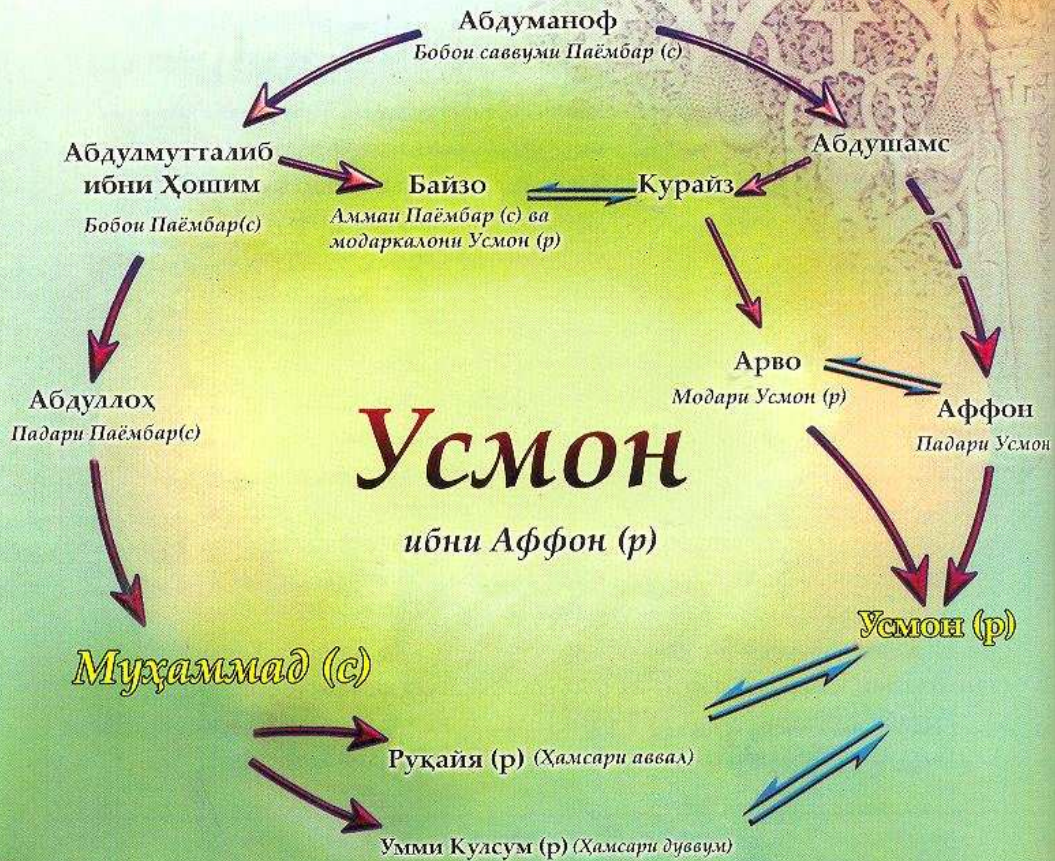 Абдуманоф
Бобои саввуми Паёмбар (с)
Абдулмутталиб
ибни Ҳошим
Бобои Паёмбар(с)
Байзо
Аммаи Паёмбар (с) ва
модаркалони Усмон (р)
Курайз
Абдушамс
Абдуллоҳ
Падари Паёмбар(с)
Арво
Модари Усмон (р)
Аффон
Падари Усмон
Усмон
ибни Аффон (р)
Усмон (р)
Муҳаммад (с)
Руқайя (р) (Ҳамсари аввал)
Умми Кулсум (р) (Ҳамсари дуввум)